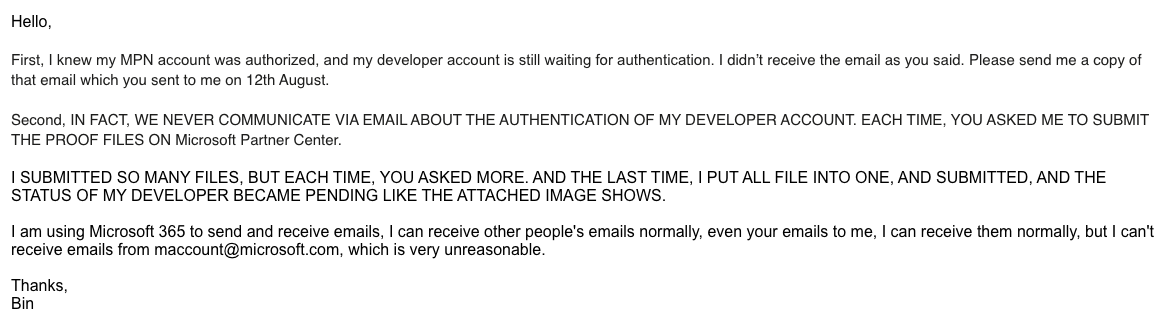 Hello,
First, I knew my MPN account was authorized, and my developer account is still waiting for authentication. I didn’t receive the email as you said. Please send me a copy of
that email which you sent to me on 12th August.
Second, IN FACT, WE NEVER COMMUNICATE VIA EMAIL ABOUT THE AUTHENTICATION OF MY DEVELOPER ACCOUNT. EACH TIME, YOU ASKED ME TO SUBMIT
THE PROOF FILES ON Microsoft Partner Center.
I SUBMITTED SO MANY FILES, BUT EACH TIME, YOU ASKED MORE. AND THE LAST TIME, I PUT ALL FILE INTO ONE, AND SUBMITTED, AND THE
STATUS OF MY DEVELOPER BECAME PENDING LIKE THE ATTACHED IMAGE SHOWS.
I am using Microsoft 365 to send and receive emails, I can receive other people's emails normally, even your emails to me, I can receive them normally, but I can't
receive emails from maccount@microsoft.com, which is very unreasonable.
Thanks,
Bin